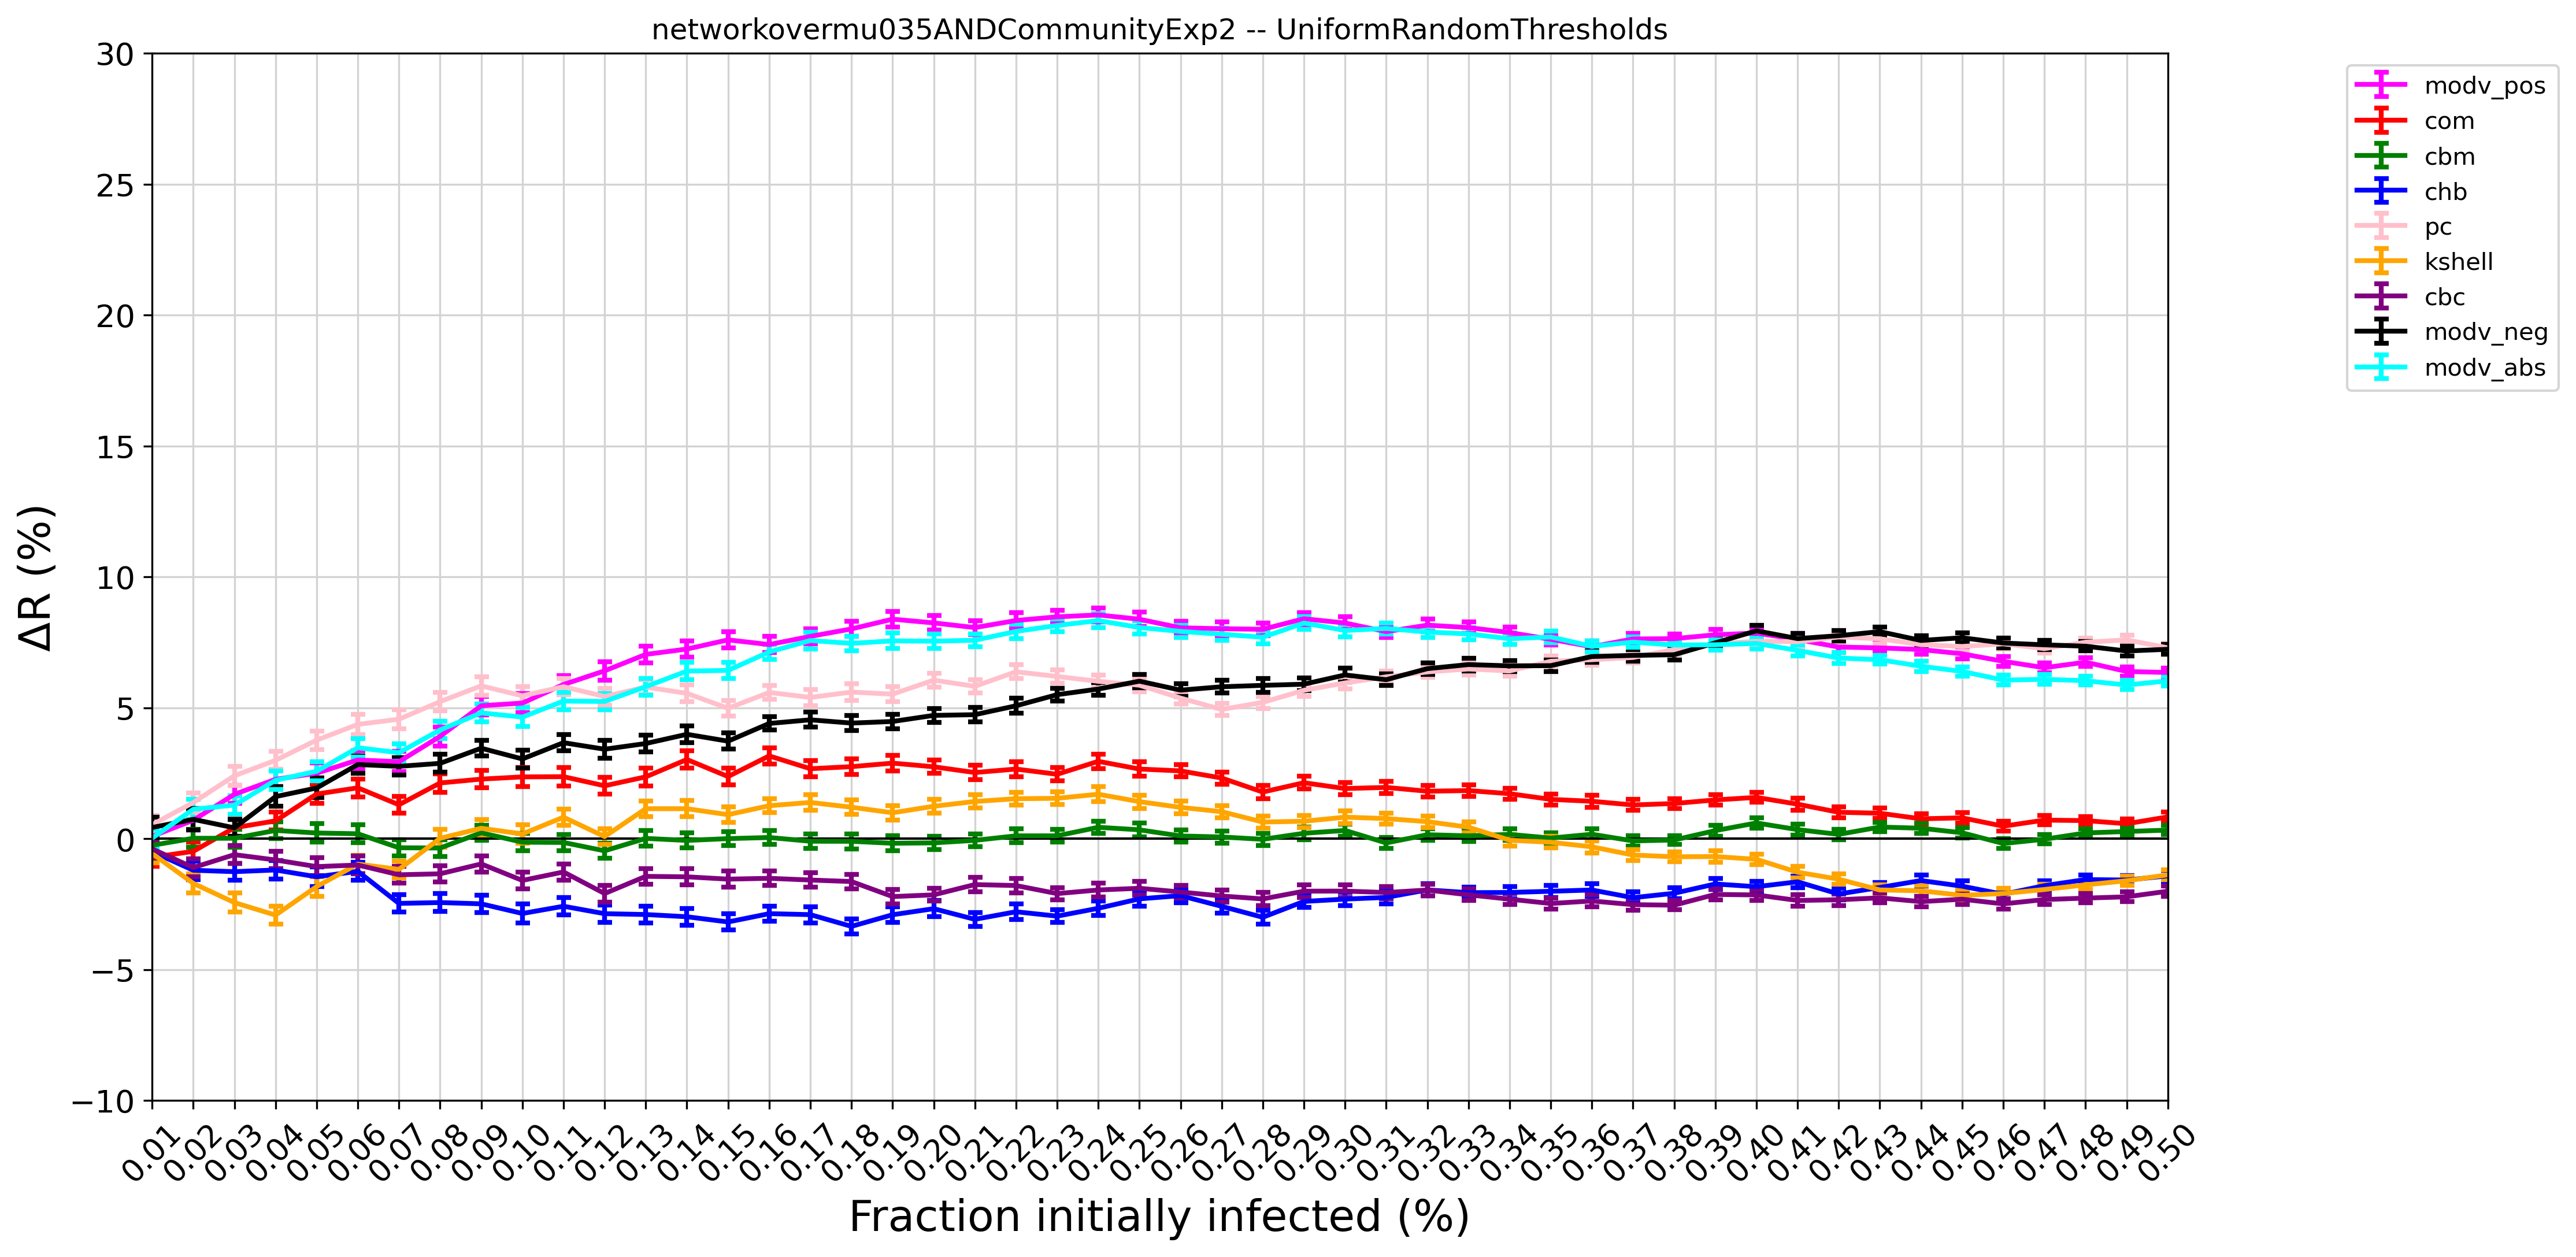 networkovermu035ANDCommunityExp2 -- UniformRandomThresholds
30
25
20
15
10
5
0
−5
−10
ΔR (%)
0.01 0.02 0.03 0.04 0.05 0.06 0.07 0.08 0.09 0.10 0.11 0.12 0.13 0.14 0.15 0.16 0.17 0.18 0.19 0.20 0.21 0.22 0.23 0.24 0.25 0.26 0.27 0.28 0.29 0.30 0.31 0.32 0.33 0.34 0.35 0.36 0.37 0.38 0.39 0.40 0.41 0.42 0.43 0.44 0.45 0.46 0.47 0.48 0.49 0.50
Fraction initially infected (%)
modv_pos
com
cbm
chb
pc
kshell
cbc
modv_neg
modv_abs